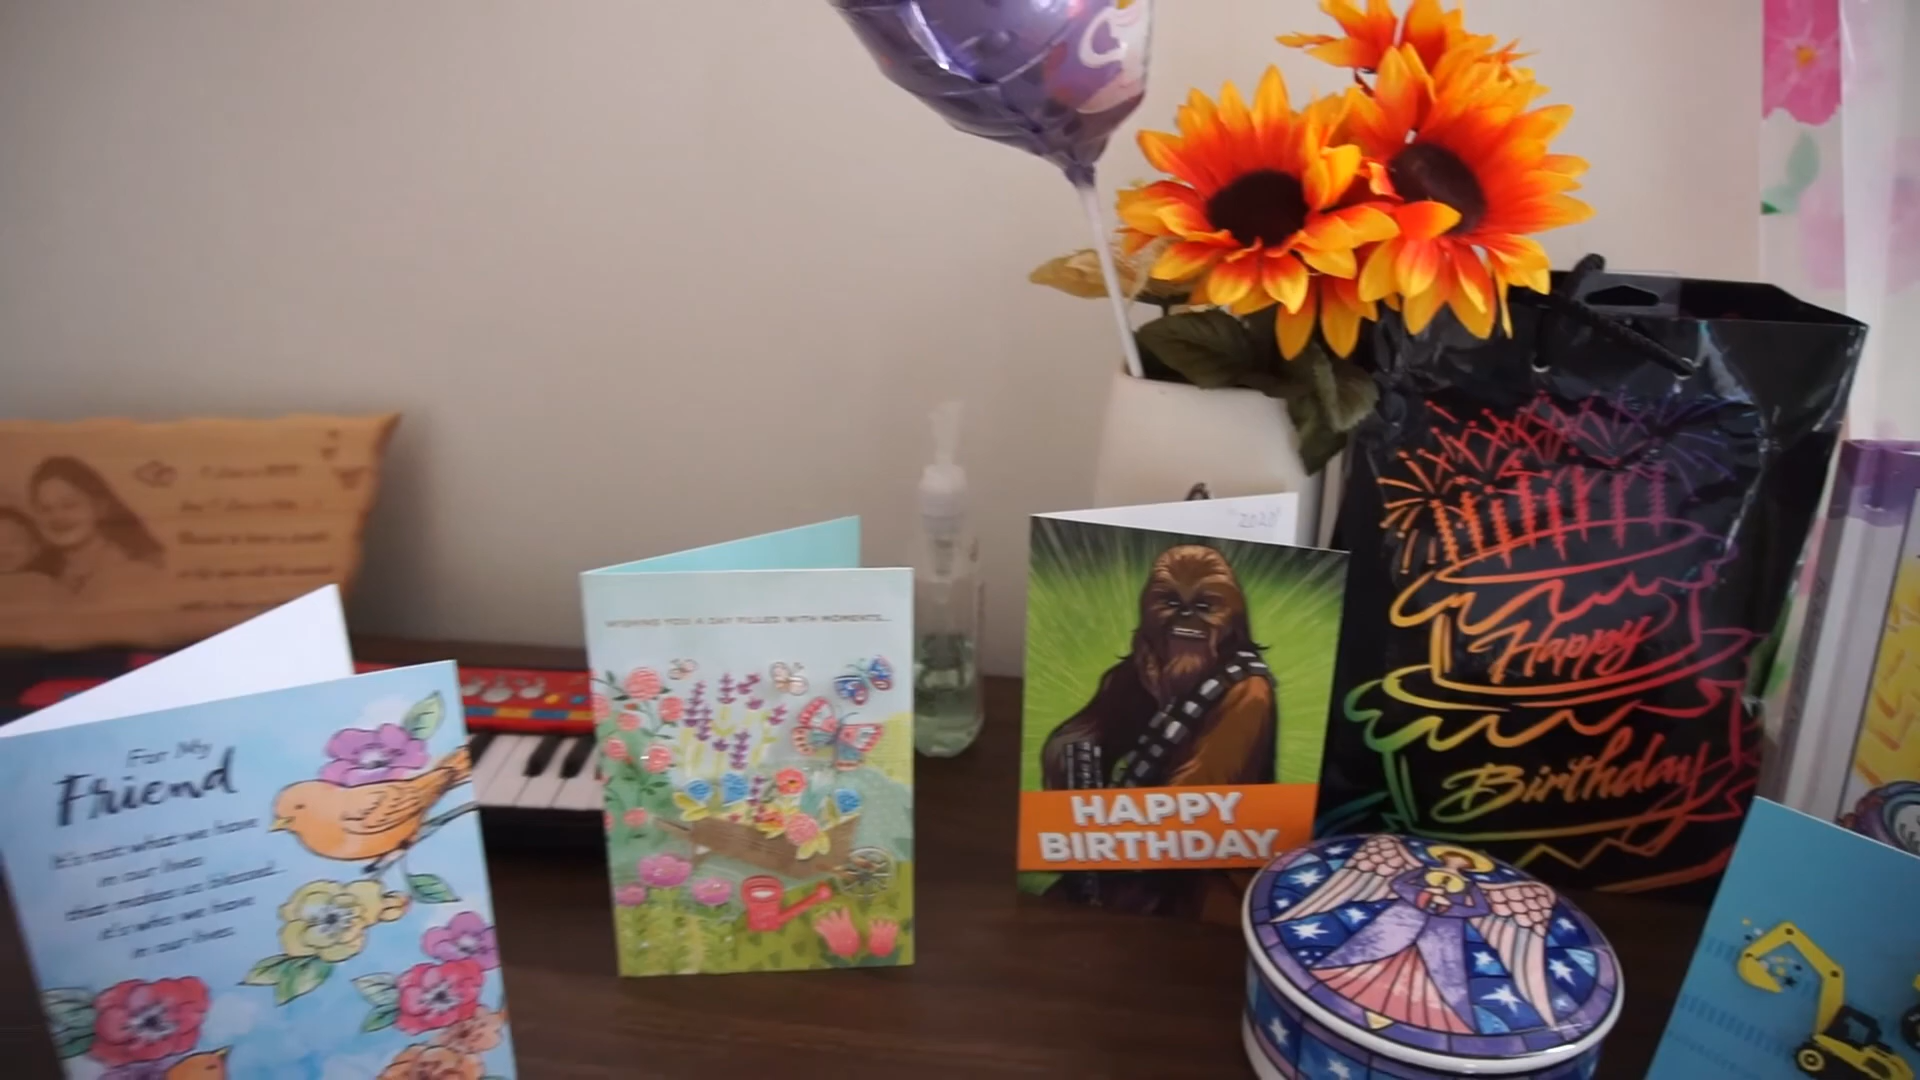 For My
Friend
It's not what we have
in our lives
that makes us blessed...
it's who we have
in our lives
WISHING YOU A DAY FILLED WITH MOMENTS...
2020
HAPPY
BIRTHDAY.
Happy
Birthday